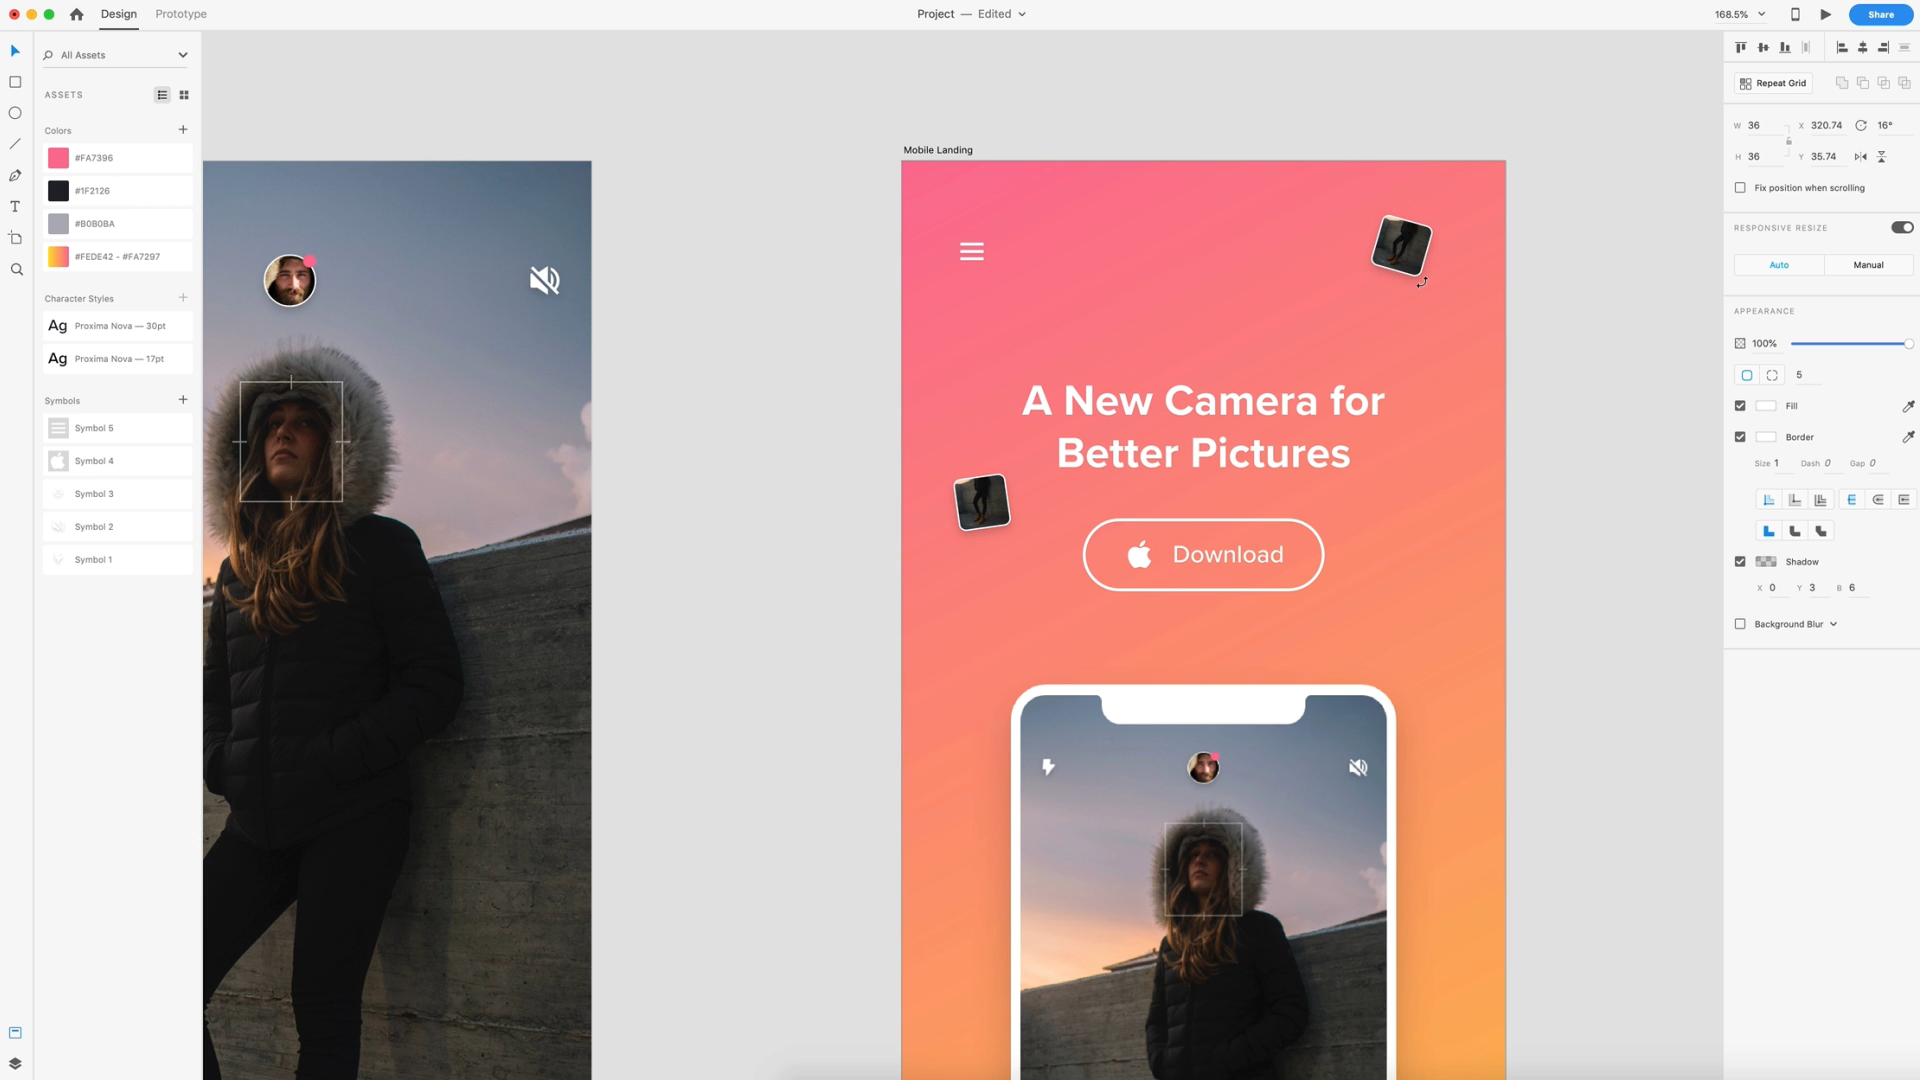 Design
Prototype
Project — Edited
168.5%
Share
All Assets
ASSETS
Colors
#FA7396
#1F2126
#B0B0BA
#FEDE42 - #FA7297
Character Styles
Ag Proxima Nova — 30pt
Ag Proxima Nova — 17pt
Symbols
Symbol 5
Symbol 4
Symbol 3
Symbol 2
Symbol 1
Mobile Landing
A New Camera for
Better Pictures
Download
Repeat Grid
W 36 X 320.74 16°
H 36 Y 35.74
Fix position when scrolling
RESPONSIVE RESIZE
Auto Manual
APPEARANCE
100%
5
Fill
Border
Size 1 Dash 0 Gap 0
Shadow
X 0 Y 3 B 6
Background Blur